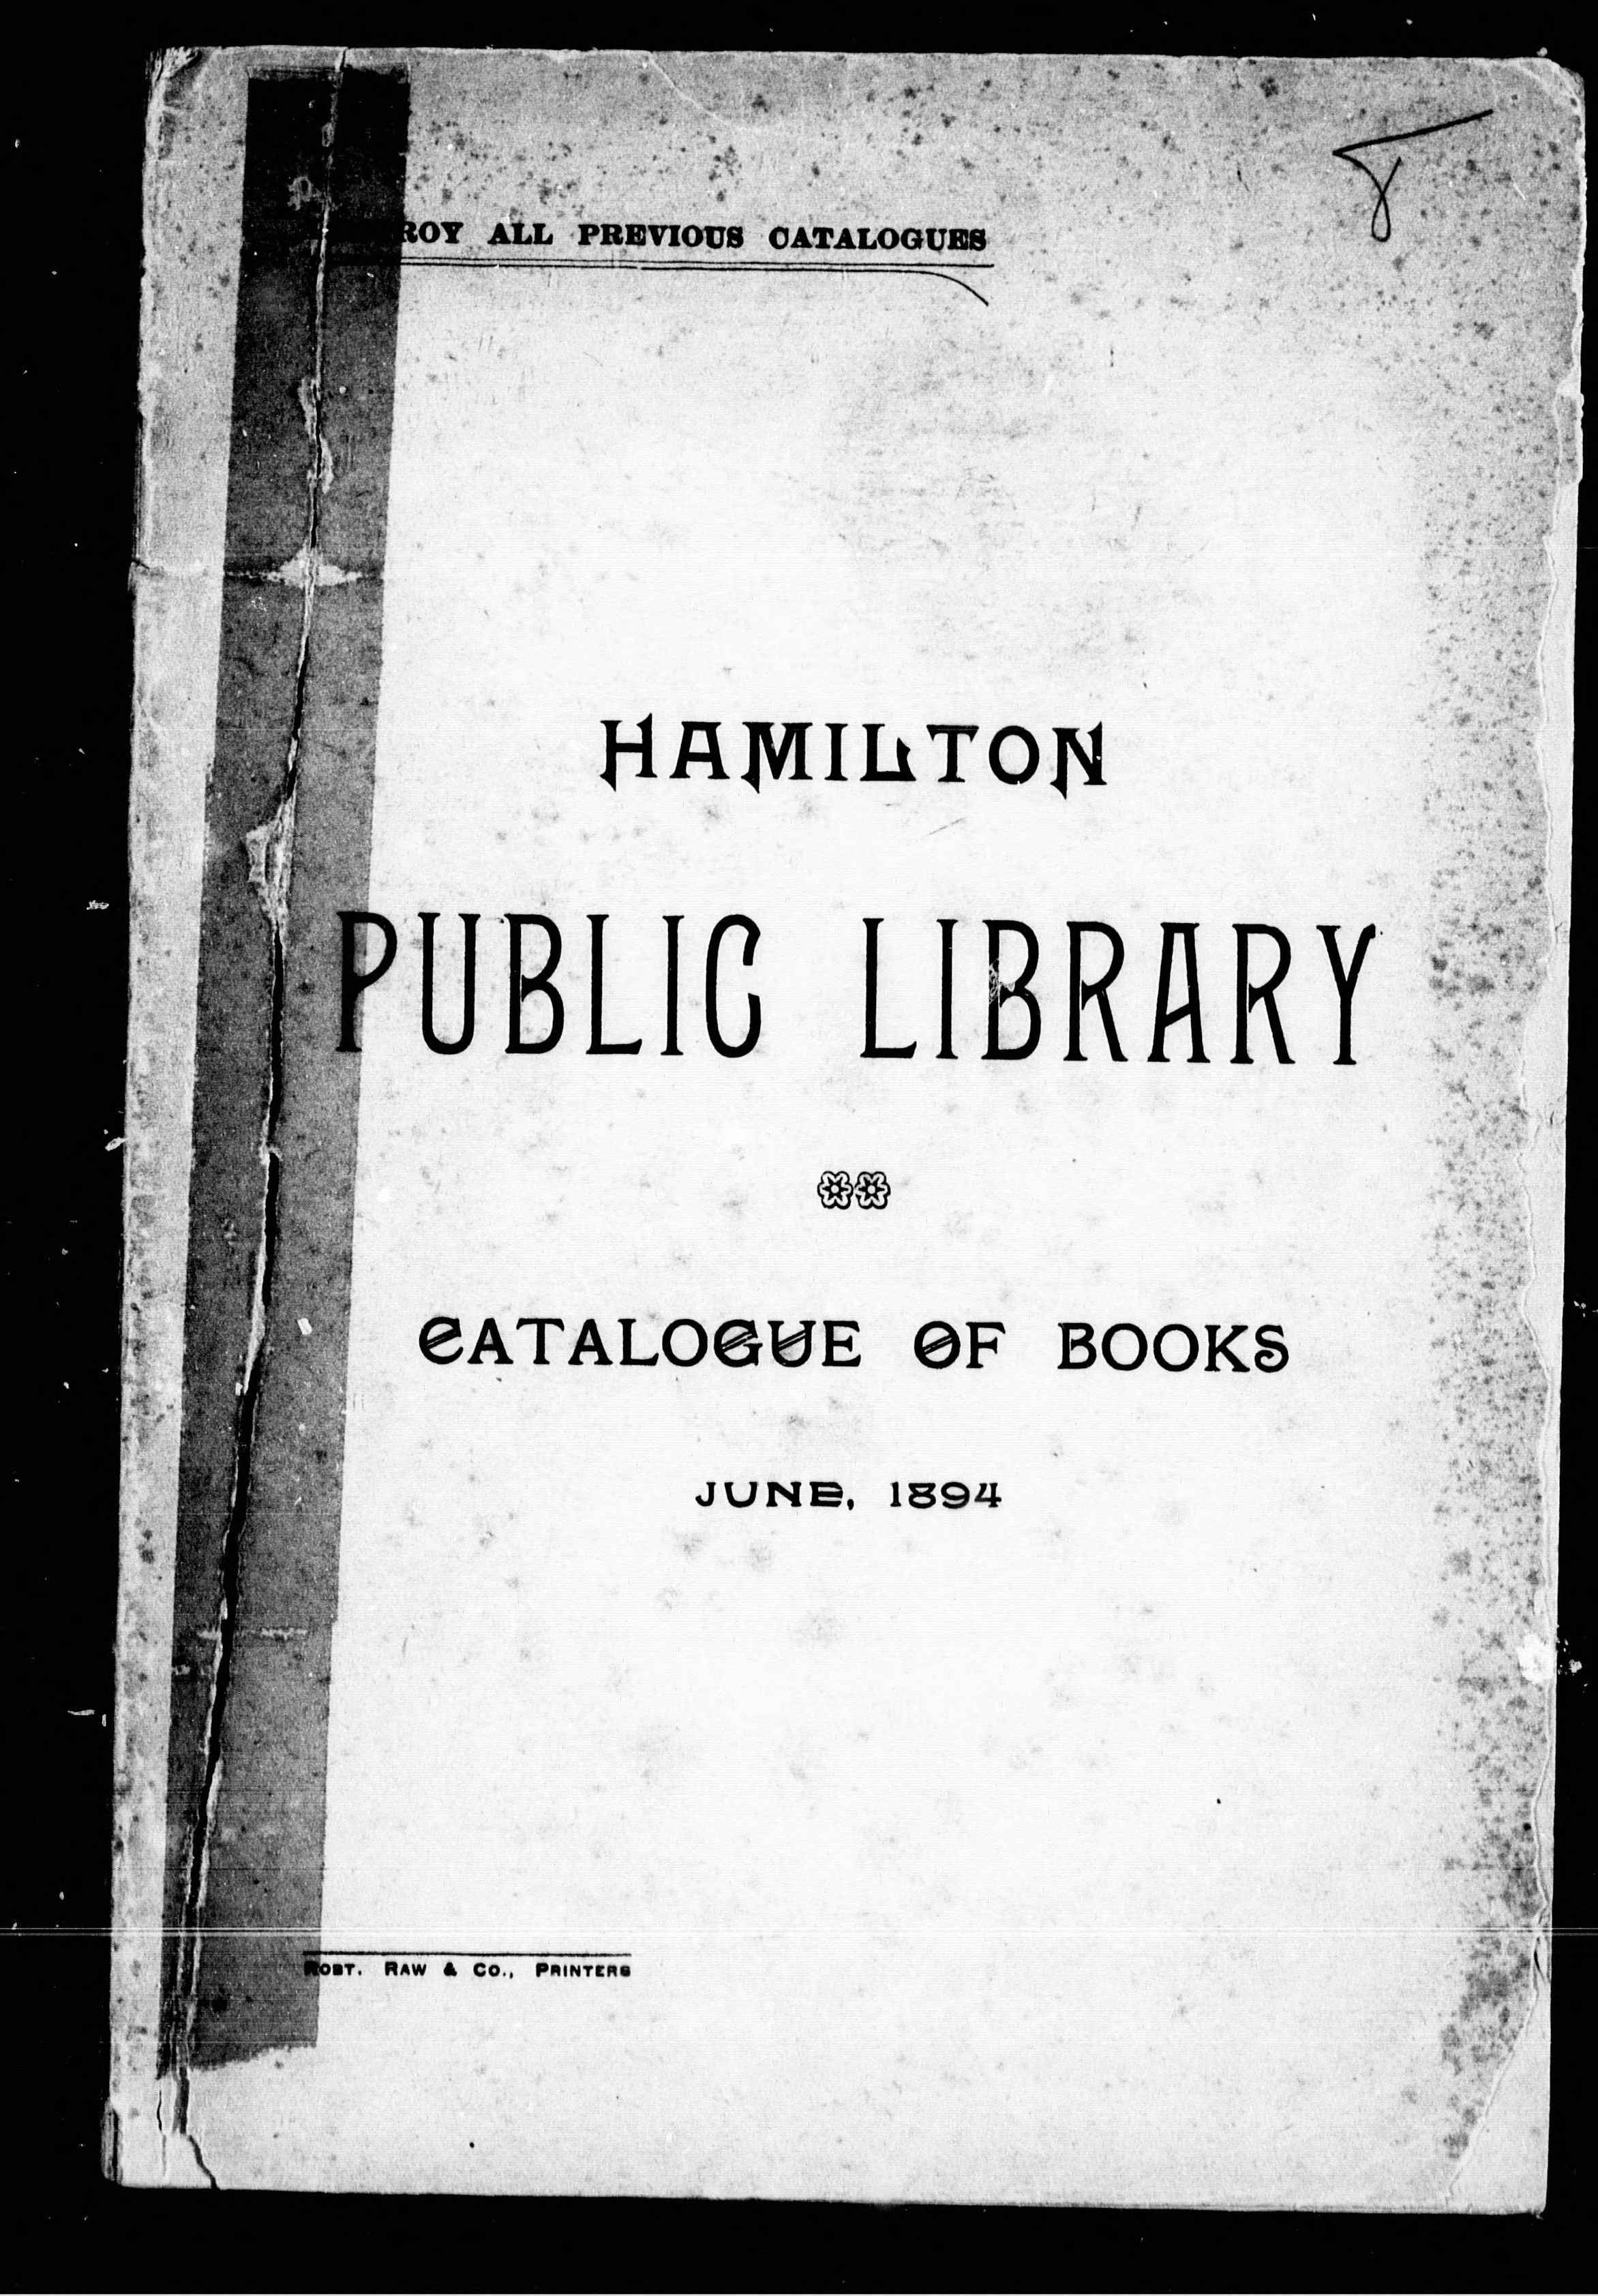 ROY ALL PREVIOUS CATALOGUES
HAMILTON
PUBLIC LIBRARY
CATALOGUE OF BOOKS
JUNE, 1894
ROBT. RAW & CO., PRINTERS